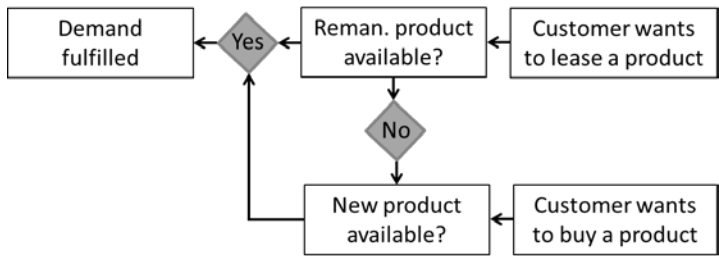 Demand
fulfilled
Yes
Reman. product
available?
Customer wants
to lease a product
No
New product
available?
Customer wants
to buy a product